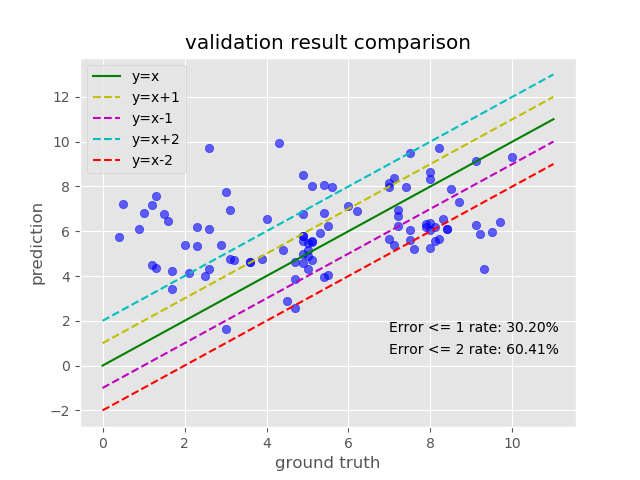 validation result comparison
y=x
y=x+1
y=x-1
y=x+2
y=x-2
12
10
8
6
4
2
0
−2
prediction
Error <= 1 rate: 30.20%
Error <= 2 rate: 60.41%
0 2 4 6 8 10
ground truth